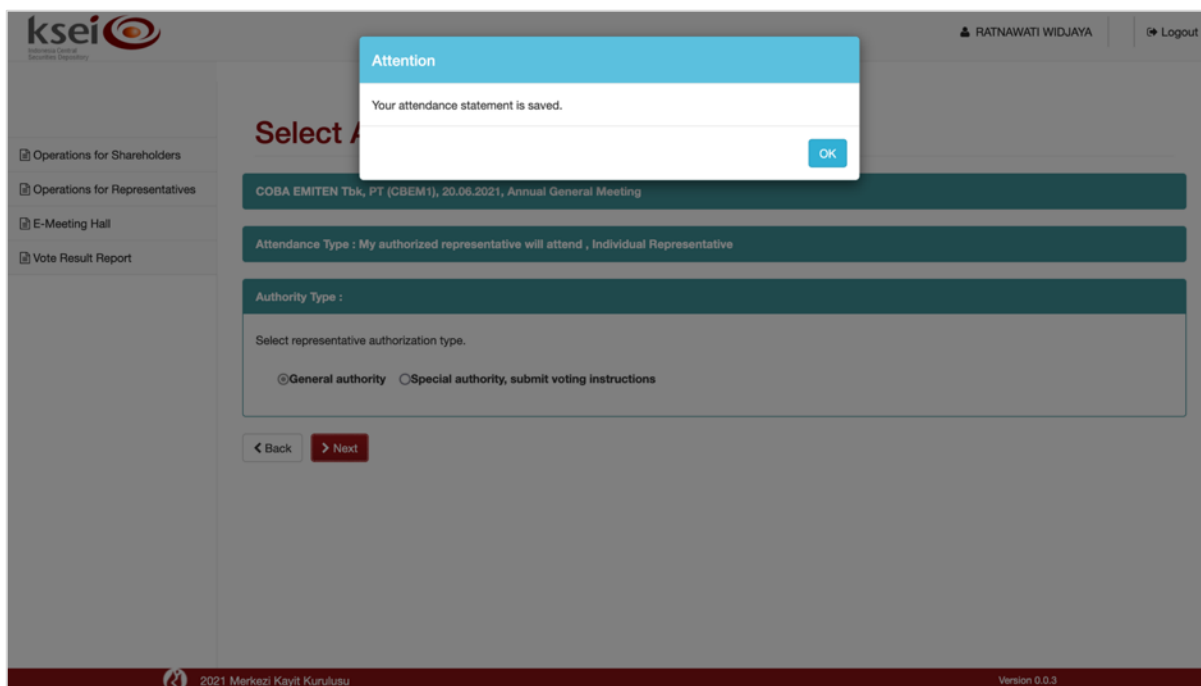 ksei
Indonesia Central
Securities Depository
RATNAWATI WIDJAYA
Logout
Attention
Your attendance statement is saved.
OK
Select A
Operations for Shareholders
Operations for Representatives
E-Meeting Hall
Vote Result Report
COBA EMITEN Tbk, PT (CBEM1), 20.06.2021, Annual General Meeting
Attendance Type : My authorized representative will attend , Individual Representative
Authority Type :
Select representative authorization type.
General authority Special authority, submit voting instructions
Back Next
2021 Merkezi Kayit Kurulusu
Version 0.0.3